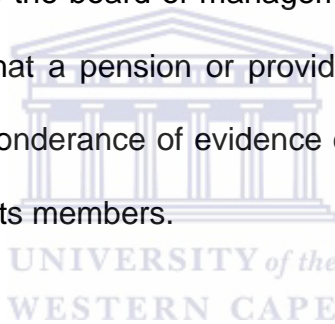 the board of managem
hat a pension or provid
onderance of evidence
ts members.
UNIVERSITY of the
WESTERN CAPE